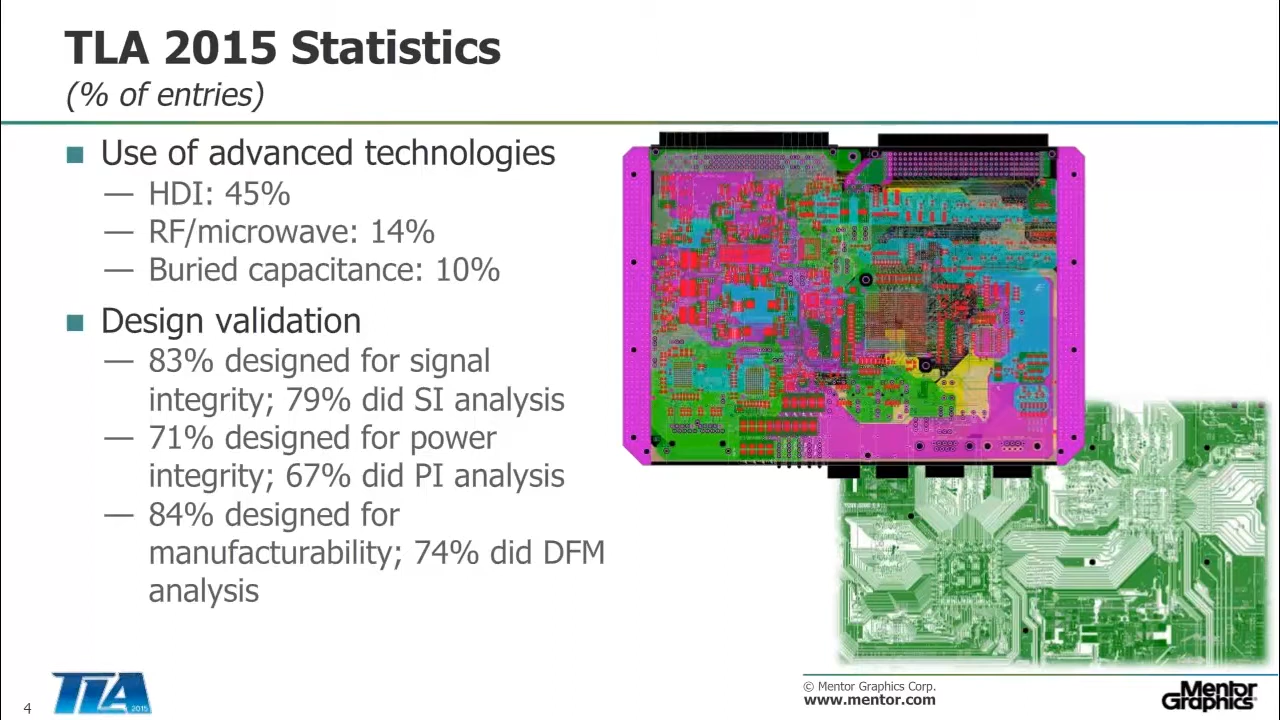 TLA 2015 Statistics
(% of entries)
■ Use of advanced technologies
— HDI: 45%
— RF/microwave: 14%
— Buried capacitance: 10%
■ Design validation
— 83% designed for signal
integrity; 79% did SI analysis
— 71% designed for power
integrity; 67% did PI analysis
— 84% designed for
manufacturability; 74% did DFM
analysis
4
TLA
2015
© Mentor Graphics Corp.
www.mentor.com
Mentor
Graphics